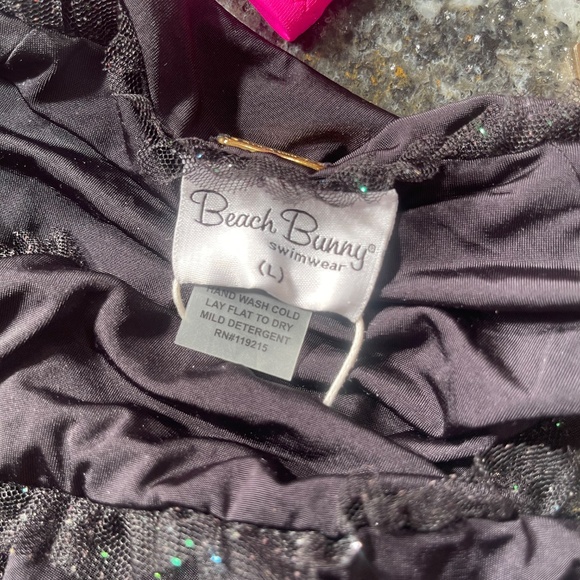 Beach Bunny®
swimwear
(L)
HAND WASH COLD
LAY FLAT TO DRY
MILD DETERGENT
RN#119215